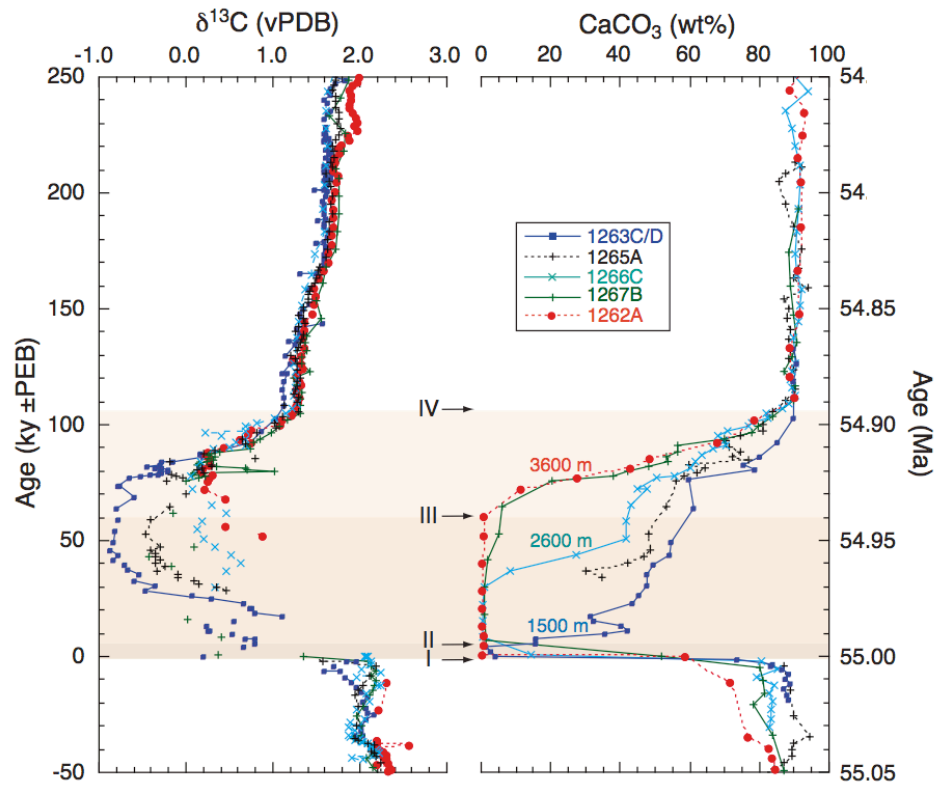 δ¹³C (vPDB)
CaCO₃ (wt%)
-1.0 0.0 1.0 2.0 3.0
0 20 40 60 80 100
250
200
150
100
50
0
-50
Age (ky ±PEB)
1263C/D
1265A
1266C
1267B
1262A
IV
III
II
I
3600 m
2600 m
1500 m
54.
54.
54.85
54.90
54.95
55.00
55.05
Age (Ma)